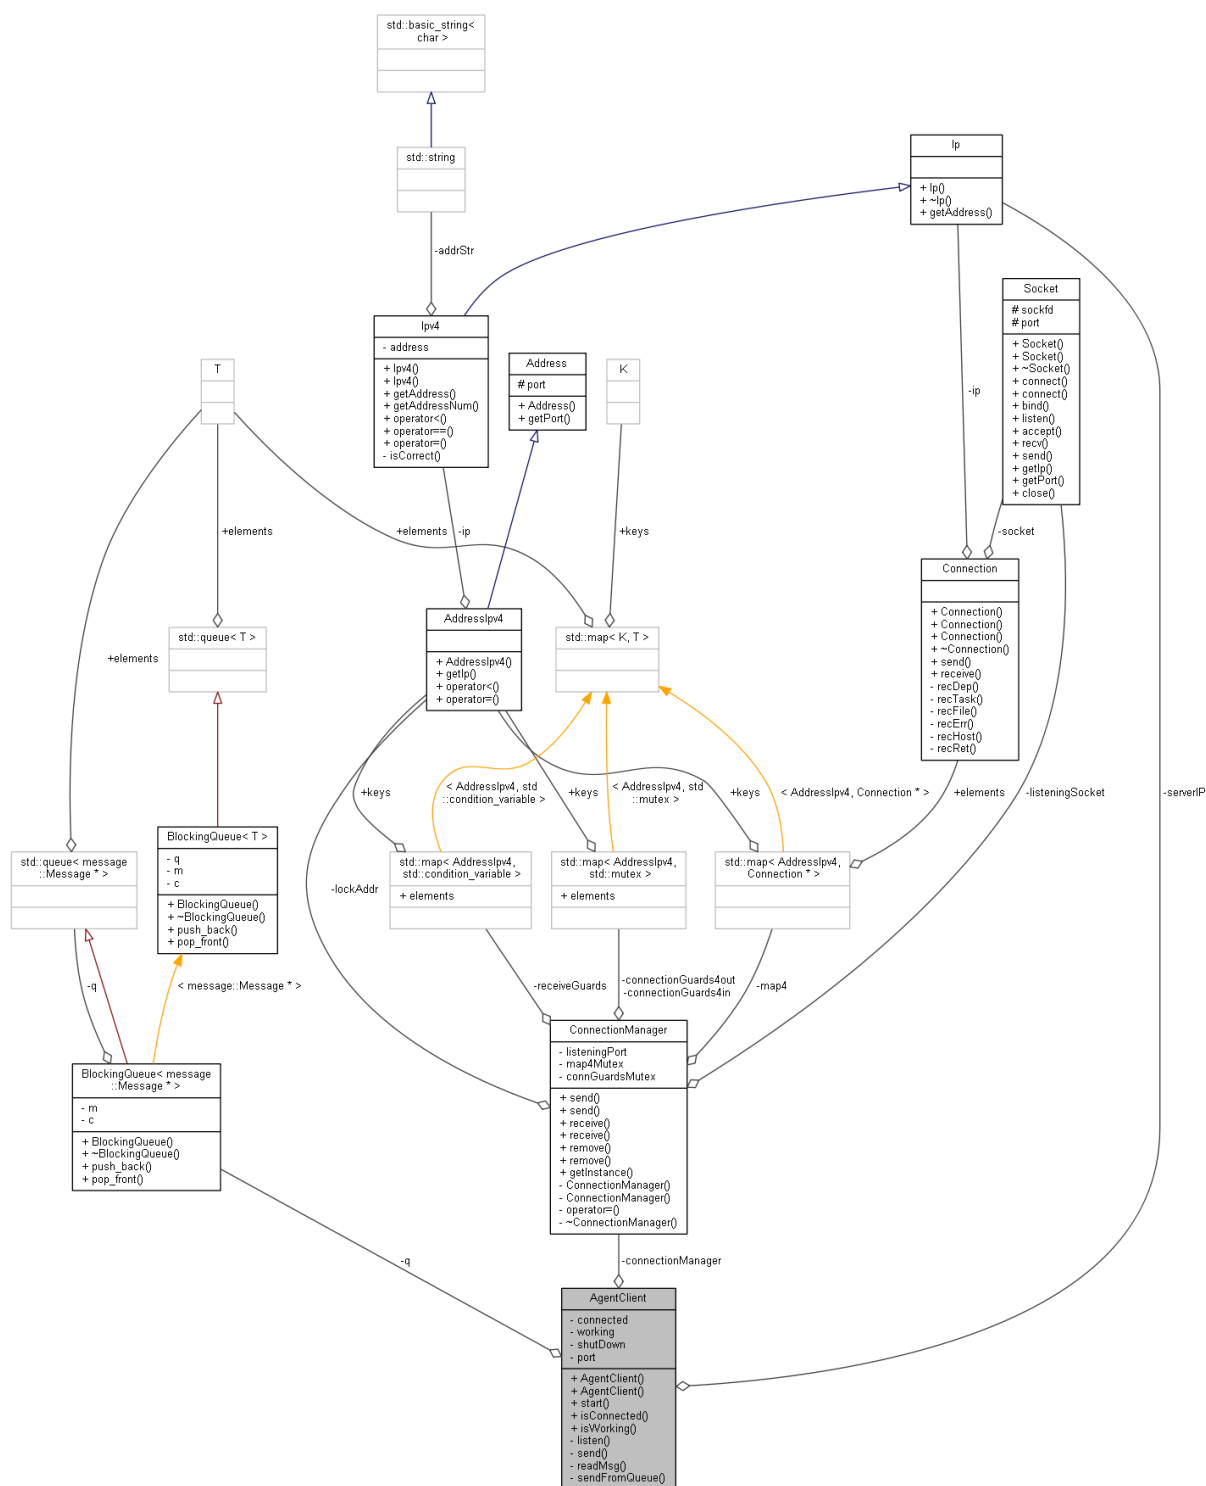 std::basic_string<
char >
std::string
Ip
+ Ip()
+ ~Ip()
+ getAddress()
-addrStr
Socket
# sockfd
# port
+ Socket()
+ Socket()
+ ~Socket()
+ connect()
+ connect()
+ bind()
+ listen()
+ accept()
+ recv()
+ send()
+ getIp()
+ getPort()
+ close()
Ipv4
- address
+ Ipv4()
+ Ipv4()
+ getAddress()
+ getAddressNum()
+ operator<()
+ operator==()
+ operator=()
- isCorrect()
Address
# port
+ Address()
+ getPort()
T
K
-ip
+elements
+elements
-ip
+keys
-socket
Connection
+ Connection()
+ Connection()
+ Connection()
+ ~Connection()
+ send()
+ receive()
- recDep()
- recTask()
- recFile()
- recErr()
- recHost()
- recRet()
std::queue< T >
AddressIpv4
+ AddressIpv4()
+ getIp()
+ operator<()
+ operator=()
std::map< K, T >
+elements
+keys
< AddressIpv4, std
::condition_variable >
+keys
< AddressIpv4, std
::mutex >
+keys
< AddressIpv4, Connection * >
+elements
-listeningSocket
-serverIP
BlockingQueue< T >
- q
- m
- c
+ BlockingQueue()
+ ~BlockingQueue()
+ push_back()
+ pop_front()
std::queue< message
::Message * >
-lockAddr
std::map< AddressIpv4,
std::condition_variable >
+ elements
std::map< AddressIpv4,
std::mutex >
+ elements
std::map< AddressIpv4,
Connection * >
-q
< message::Message * >
-receiveGuards
-connectionGuards4out
-connectionGuards4in
-map4
BlockingQueue< message
::Message * >
- m
- c
+ BlockingQueue()
+ ~BlockingQueue()
+ push_back()
+ pop_front()
ConnectionManager
- listeningPort
- map4Mutex
- connGuardsMutex
+ send()
+ send()
+ receive()
+ receive()
+ remove()
+ remove()
+ getInstance()
- ConnectionManager()
- ConnectionManager()
- operator=()
- ~ConnectionManager()
-q
-connectionManager
AgentClient
- connected
- working
- shutDown
- port
+ AgentClient()
+ AgentClient()
+ start()
+ isConnected()
+ isWorking()
- listen()
- send()
- readMsg()
- sendFromQueue()